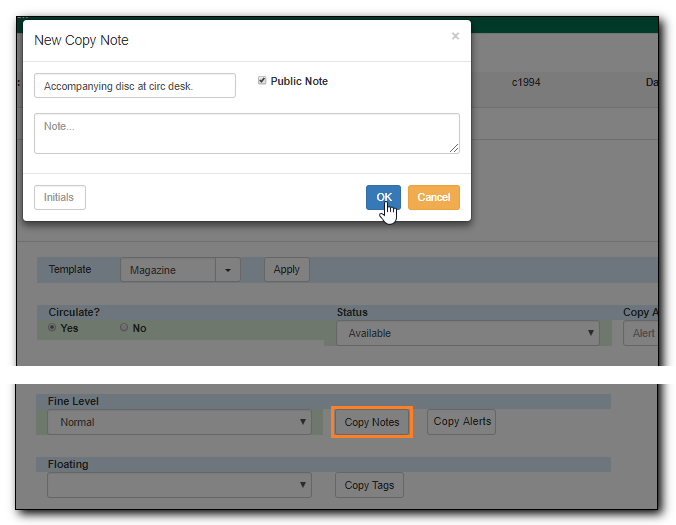 New Copy Note ×
Accompanying disc at circ desk. Public Note
Note...
Initials OK Cancel
: c1994 Da
Template Magazine Apply
Circulate? Status Copy A
Yes No Available Alert
Fine Level
Normal Copy Notes Copy Alerts
Floating
Copy Tags